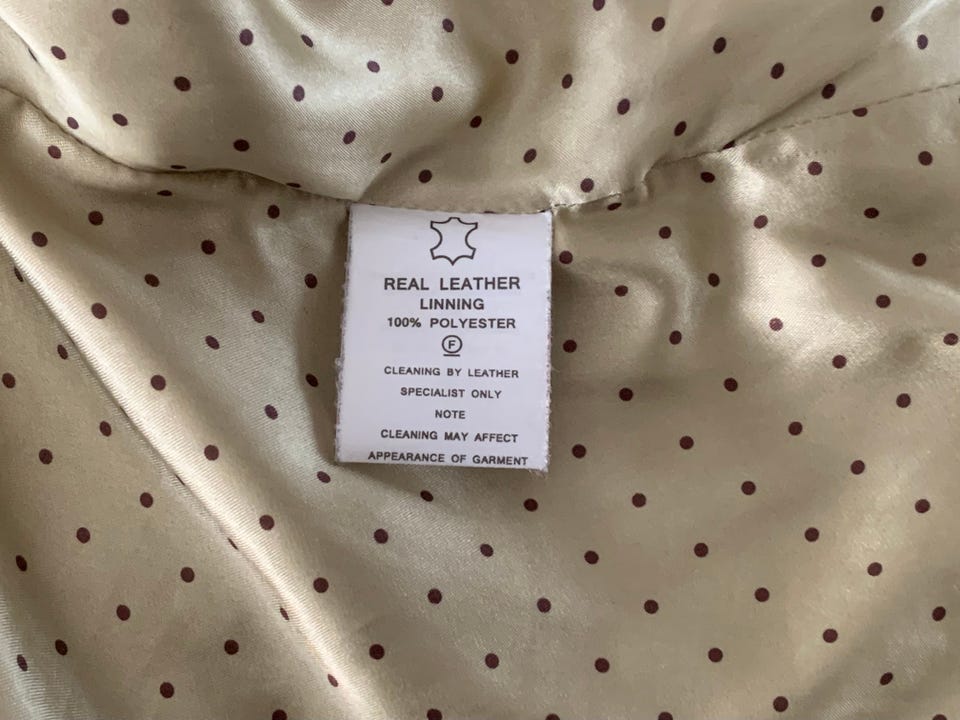 REAL LEATHER
LINNING
100% POLYESTER
F
CLEANING BY LEATHER
SPECIALIST ONLY
NOTE
CLEANING MAY AFFECT
APPEARANCE OF GARMENT